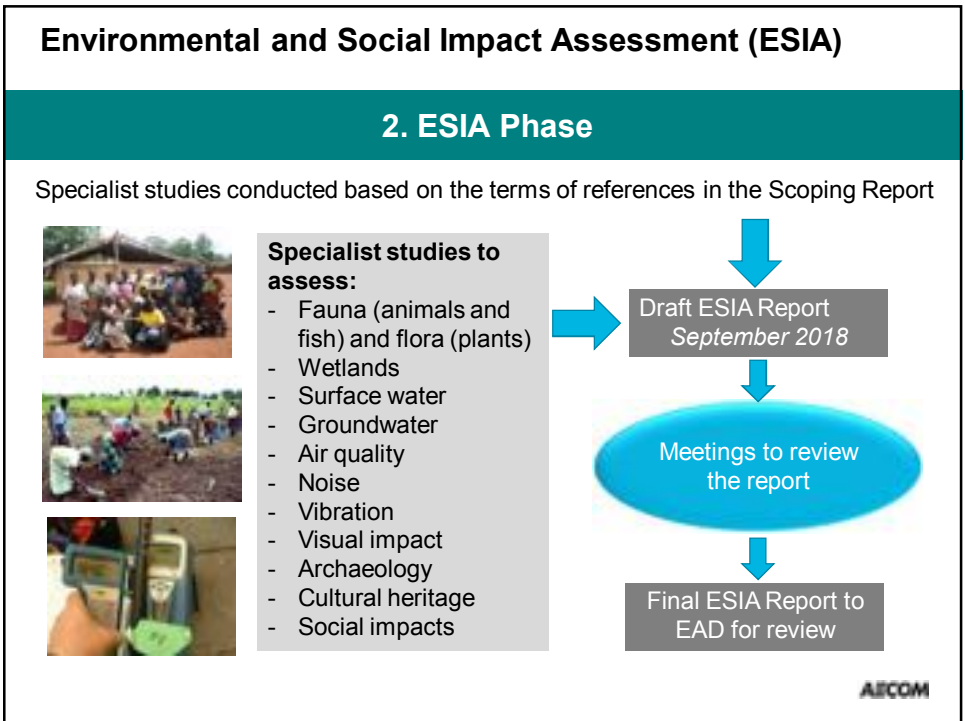 Environmental and Social Impact Assessment (ESIA)
2. ESIA Phase
Specialist studies conducted based on the terms of references in the Scoping Report
Specialist studies to
assess:
- Fauna (animals and
fish) and flora (plants)
- Wetlands
- Surface water
- Groundwater
- Air quality
- Noise
- Vibration
- Visual impact
- Archaeology
- Cultural heritage
- Social impacts
Draft ESIA Report
September 2018
Meetings to review
the report
Final ESIA Report to
EAD for review
AECOM